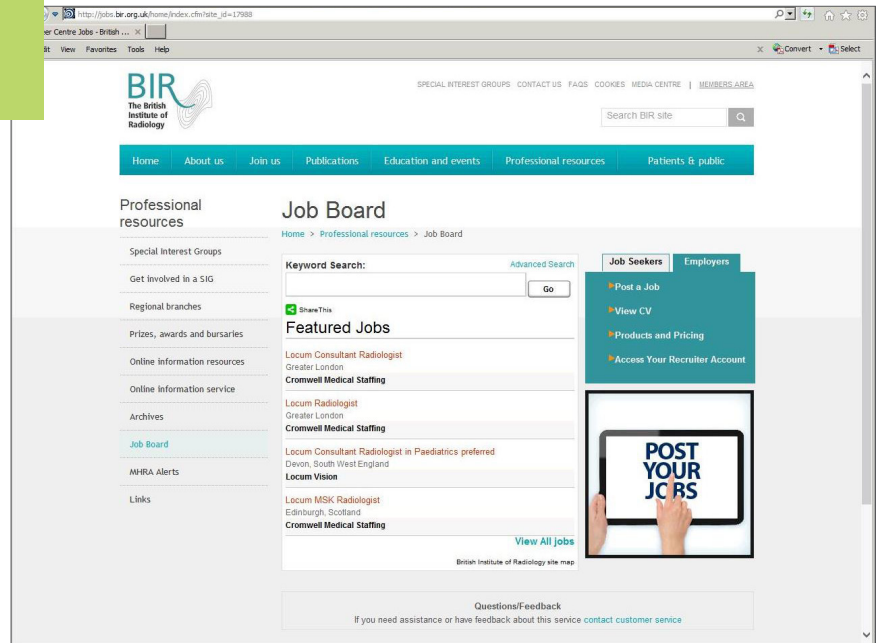 http://jobs.bir.org.uk/home/index.cfm?site_id=17988
er Centre Jobs - British ...
dit View Favorites Tools Help
x Convert Select
BIR
The British
Institute of
Radiology
SPECIAL INTEREST GROUPS CONTACT US FAQS COOKIES MEDIA CENTRE | MEMBERS AREA
Search BIR site
Home About us Join us Publications Education and events Professional resources Patients & public
Professional
resources
Special Interest Groups
Get involved in a SIG
Regional branches
Prizes, awards and bursaries
Online information resources
Online information service
Archives
Job Board
MHRA Alerts
Links
Job Board
Home > Professional resources > Job Board
Keyword Search: Advanced Search
Go
ShareThis
Featured Jobs
Locum Consultant Radiologist
Greater London
Cromwell Medical Staffing
Locum Radiologist
Greater London
Cromwell Medical Staffing
Locum Consultant Radiologist in Paediatrics preferred
Devon, South West England
Locum Vision
Locum MSK Radiologist
Edinburgh, Scotland
Cromwell Medical Staffing
View All jobs
British Institute of Radiology site map
Job Seekers Employers
Post a Job
View CV
Products and Pricing
Access Your Recruiter Account
POST
YOUR
JOBS
Questions/Feedback
If you need assistance or have feedback about this service contact customer service